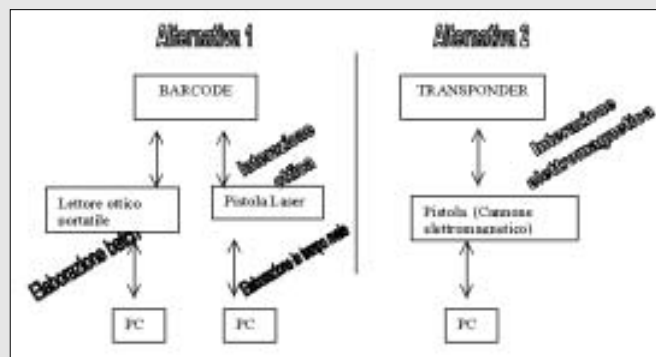 Alternativa 1
BARCODE
Interazione
ottica
Lettore ottico
portatile
Pistola Laser
Elaborazione batch
Elaborazione in tempo reale
PC
PC
Alternativa 2
TRANSPONDER
Interazione
elettromagnetica
Pistola (Cannone
elettromagnetico)
PC